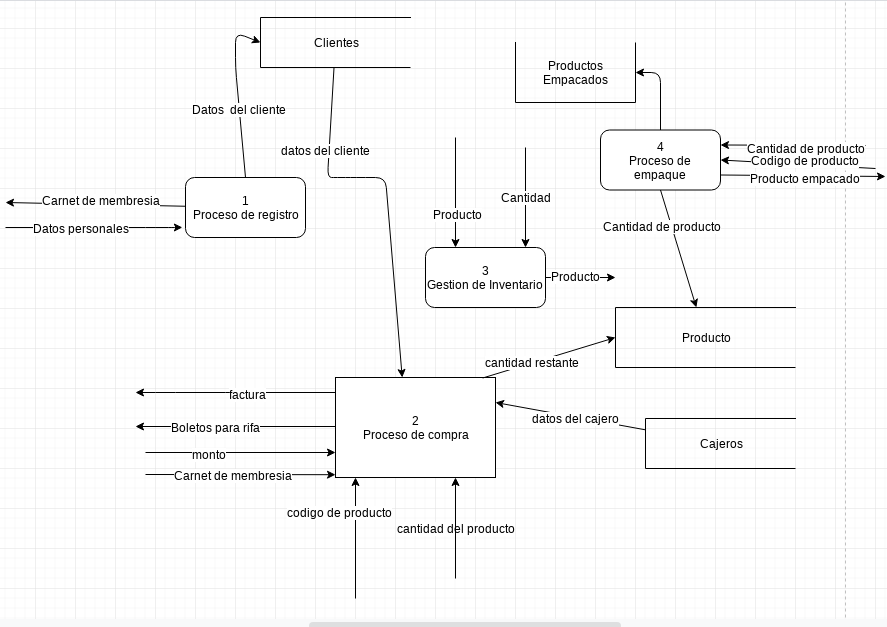 Clientes
Productos
Empacados
Datos  del cliente
datos del cliente
4
Proceso de
empaque
Cantidad de producto
Codigo de producto
Producto empacado
Carnet de membresia
1
Proceso de registro
Datos personales
Cantidad
Producto
Cantidad de producto
3
Gestion de Inventario
Producto
Producto
cantidad restante
factura
Boletos para rifa
monto
Carnet de membresia
2
Proceso de compra
datos del cajero
Cajeros
codigo de producto
cantidad del producto